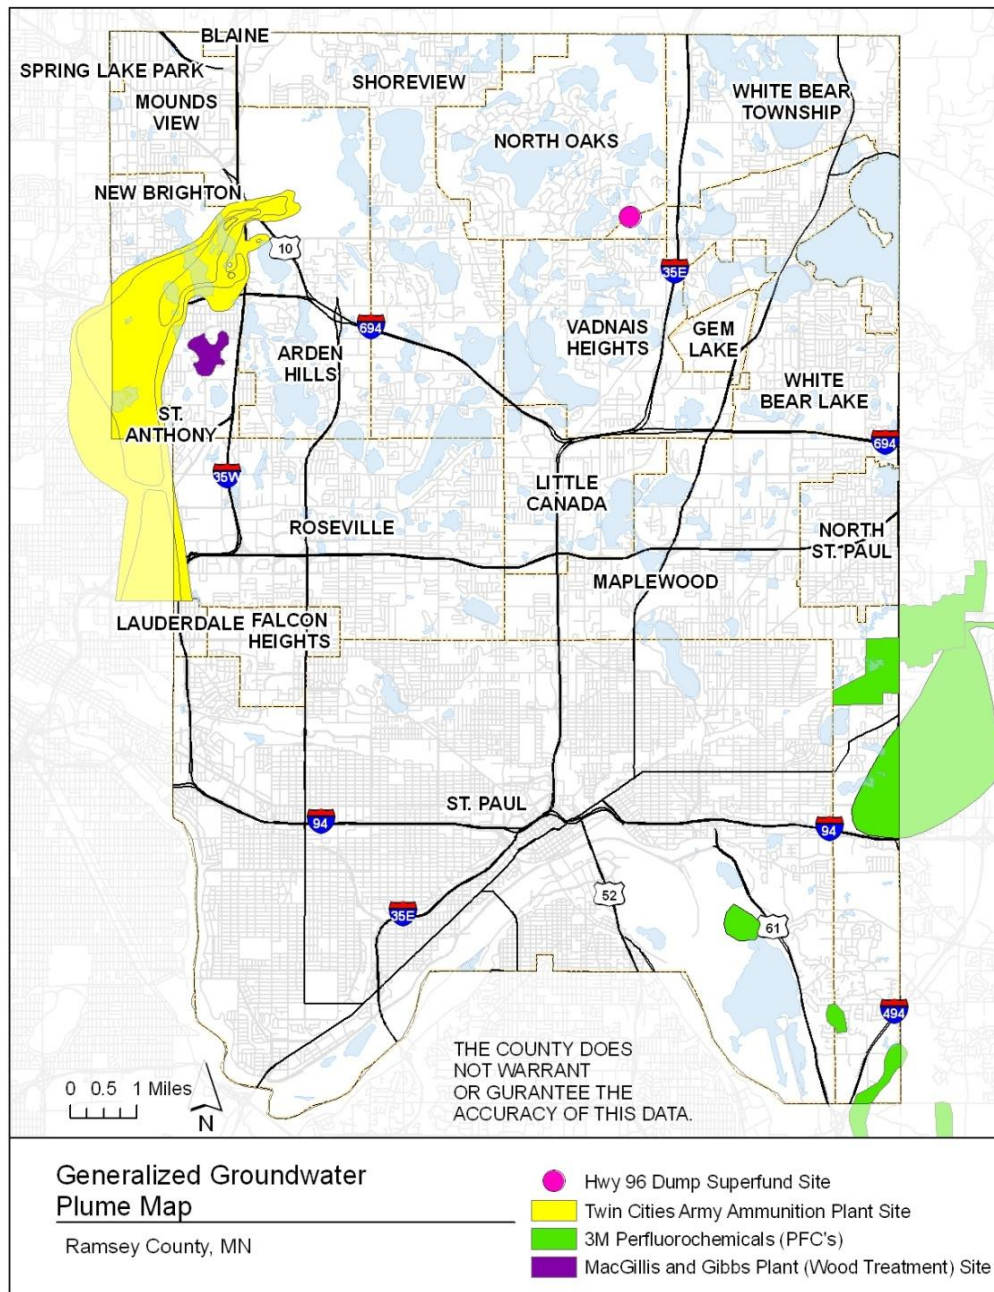 BLAINE
SPRING LAKE PARK
SHOREVIEW
MOUNDS
VIEW
WHITE BEAR
TOWNSHIP
NORTH OAKS
NEW BRIGHTON
10
35E
694
VADNAIS
HEIGHTS
GEM
LAKE
ARDEN
HILLS
WHITE
BEAR LAKE
ST.
ANTHONY
694
35W
LITTLE
CANADA
ROSEVILLE
NORTH
ST. PAUL
MAPLEWOOD
LAUDERDALE
FALCON
HEIGHTS
ST. PAUL
94
94
52
35E
61
494
THE COUNTY DOES
NOT WARRANT
OR GURANTEE THE
ACCURACY OF THIS DATA.
0 0.5 1 Miles
N
Generalized Groundwater
Plume Map
Ramsey County, MN
Hwy 96 Dump Superfund Site
Twin Cities Army Ammunition Plant Site
3M Perfluorochemicals (PFC's)
MacGillis and Gibbs Plant (Wood Treatment) Site